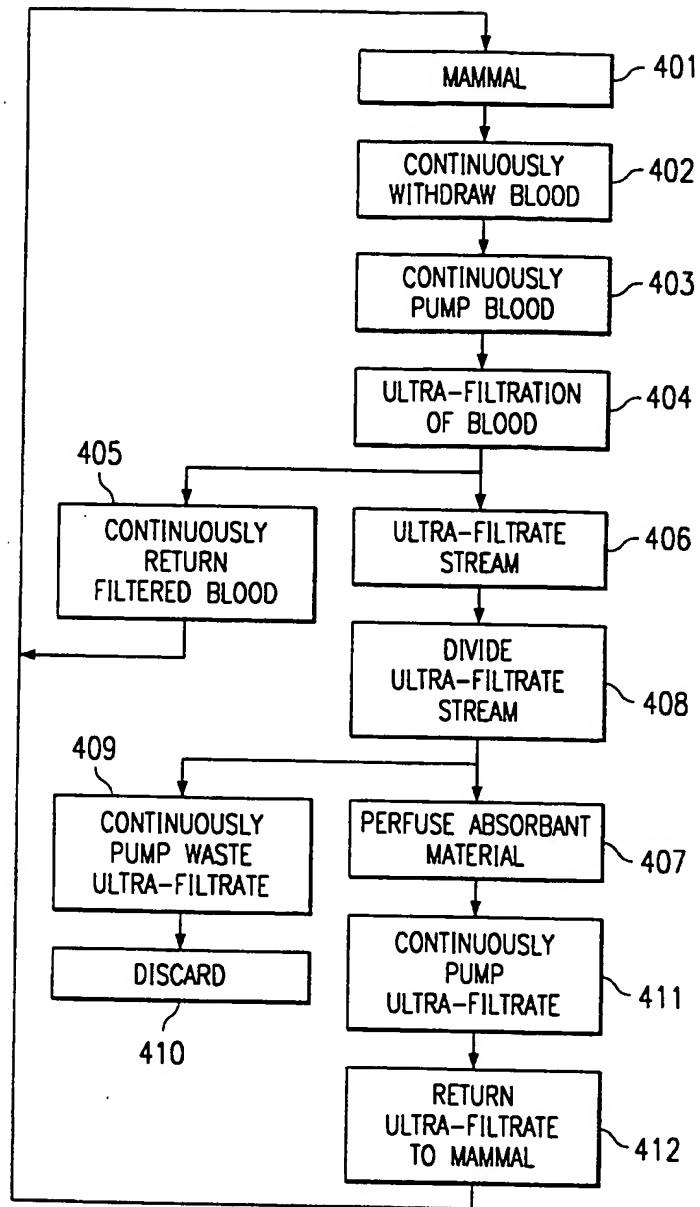 MAMMAL
401
CONTINUOUSLY
WITHDRAW BLOOD
402
CONTINUOUSLY
PUMP BLOOD
403
ULTRA-FILTRATION
OF BLOOD
404
405
CONTINUOUSLY
RETURN
FILTERED BLOOD
ULTRA-FILTRATE
STREAM
406
DIVIDE
ULTRA-FILTRATE
STREAM
408
409
CONTINUOUSLY
PUMP WASTE
ULTRA-FILTRATE
PERFUSE ABSORBANT
MATERIAL
407
DISCARD
410
CONTINUOUSLY
PUMP
ULTRA-FILTRATE
411
RETURN
ULTRA-FILTRATE
TO MAMMAL
412